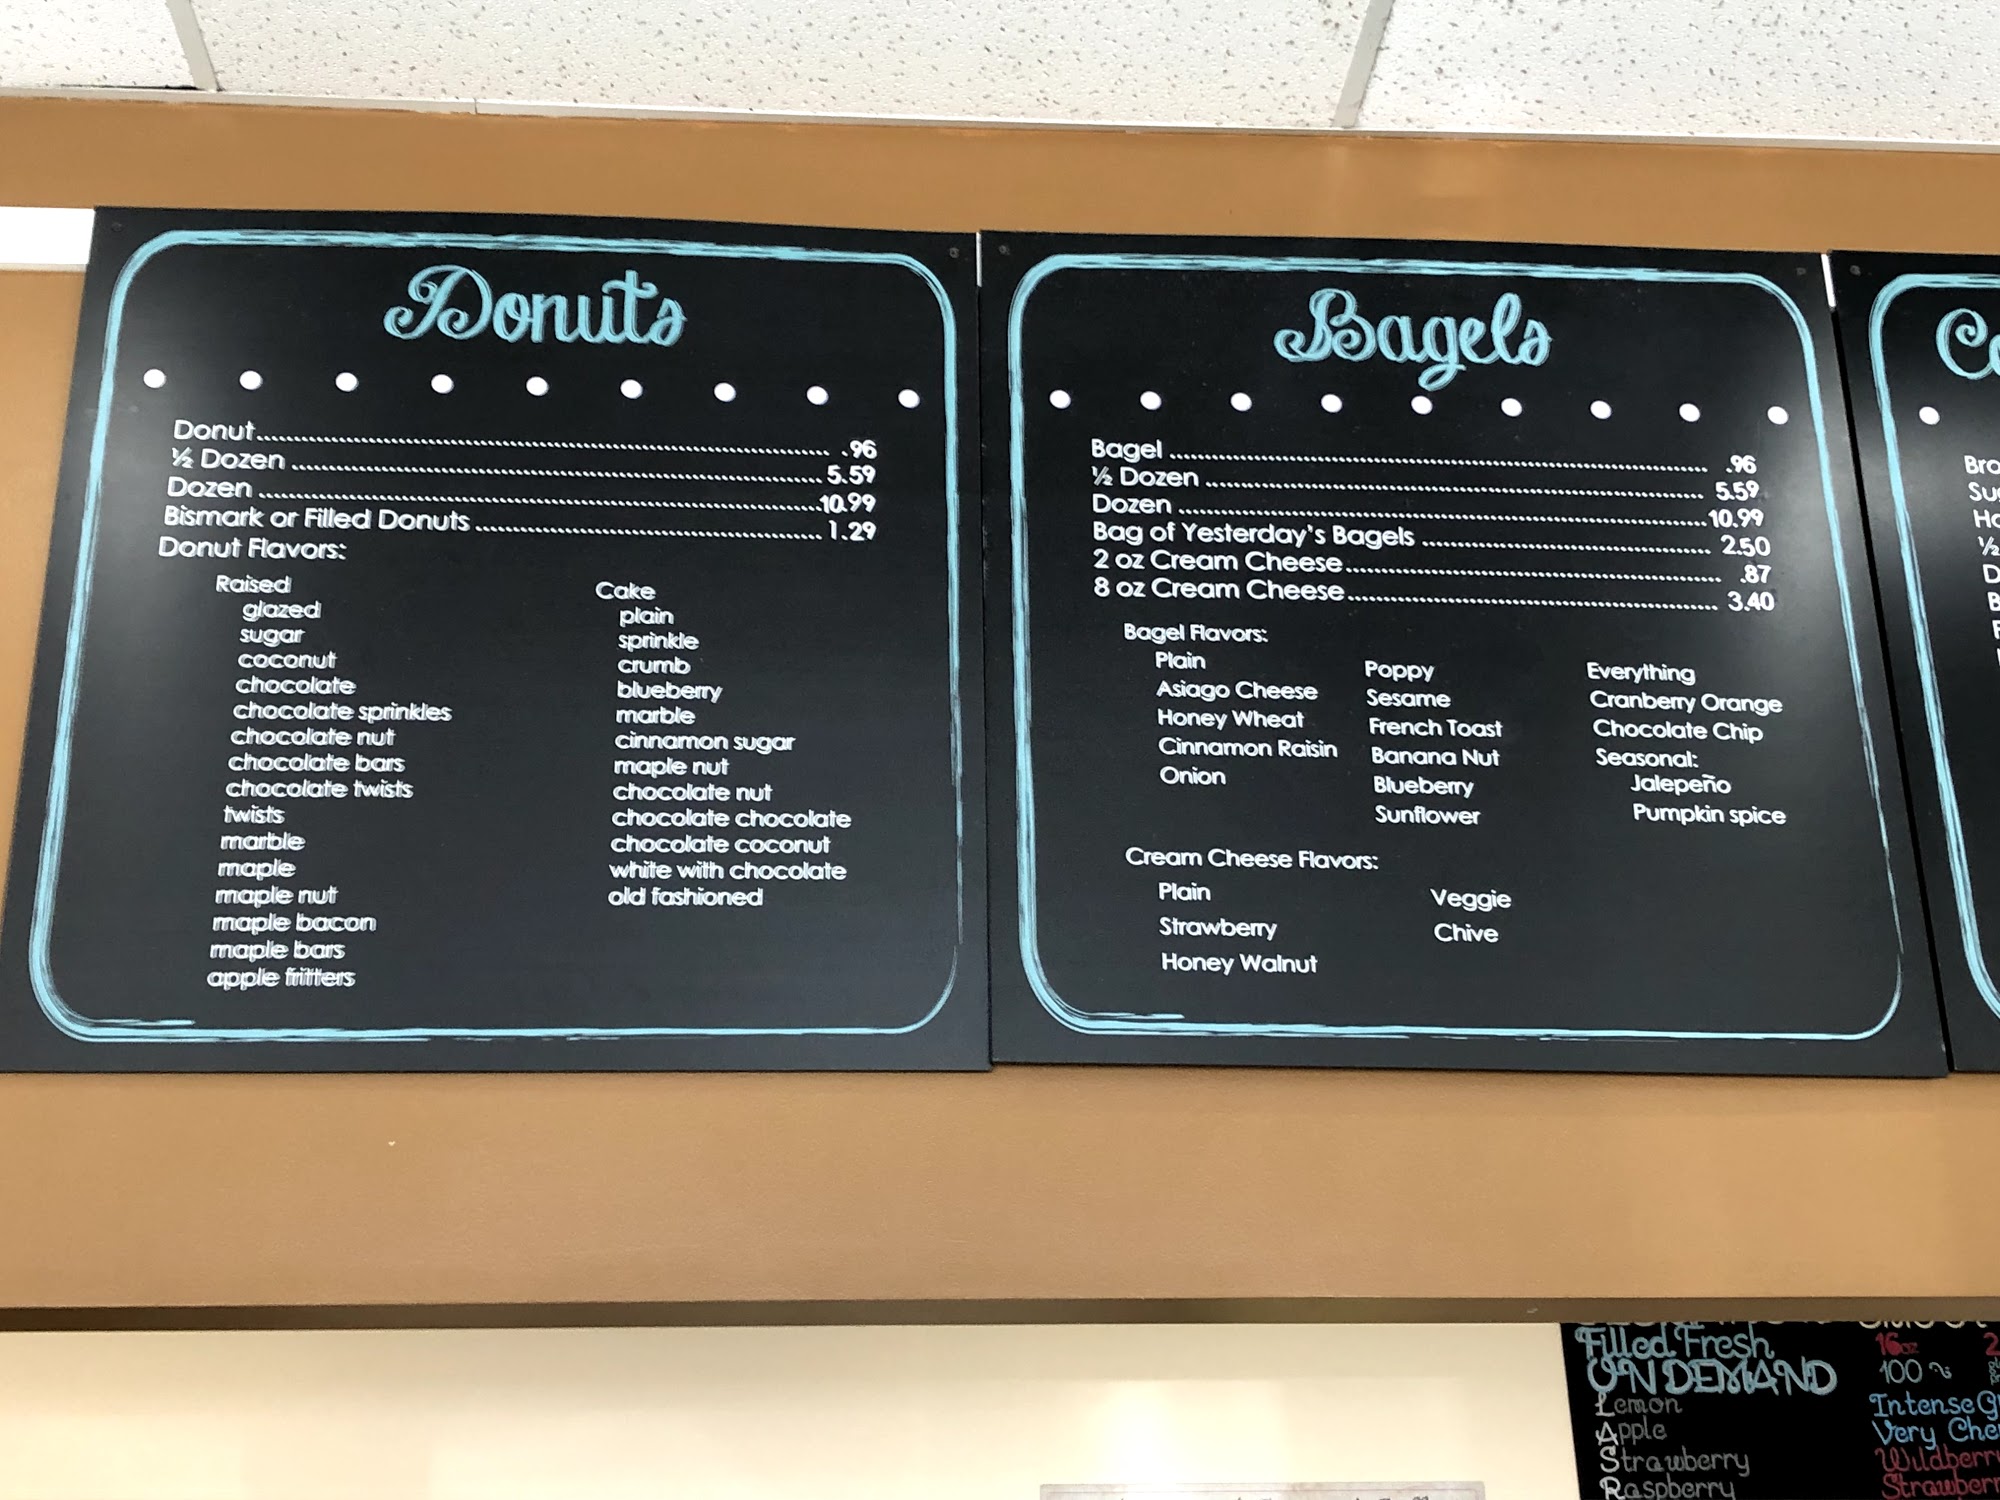 Donuts
Donut .96
½ Dozen 5.59
Dozen 10.99
Bismark or Filled Donuts 1.29
Donut Flavors:
Raised
glazed
sugar
coconut
chocolate
chocolate sprinkles
chocolate nut
chocolate bars
chocolate twists
twists
marble
maple
maple nut
maple bacon
maple bars
apple fritters
Cake
plain
sprinkle
crumb
blueberry
marble
cinnamon sugar
maple nut
chocolate nut
chocolate chocolate
chocolate coconut
white with chocolate
old fashioned
Bagels
Bagel .96
½ Dozen 5.59
Dozen 10.99
Bag of Yesterday's Bagels 2.50
2 oz Cream Cheese .87
8 oz Cream Cheese 3.40
Bagel Flavors:
Plain
Asiago Cheese
Honey Wheat
Cinnamon Raisin
Onion
Poppy
Sesame
French Toast
Banana Nut
Blueberry
Sunflower
Everything
Cranberry Orange
Chocolate Chip
Seasonal:
Jalepeño
Pumpkin spice
Cream Cheese Flavors:
Plain
Strawberry
Honey Walnut
Veggie
Chive
Filled Fresh
ON DEMAND
Lemon
Apple
Strawberry
Raspberry
16oz
100
Intense
Very